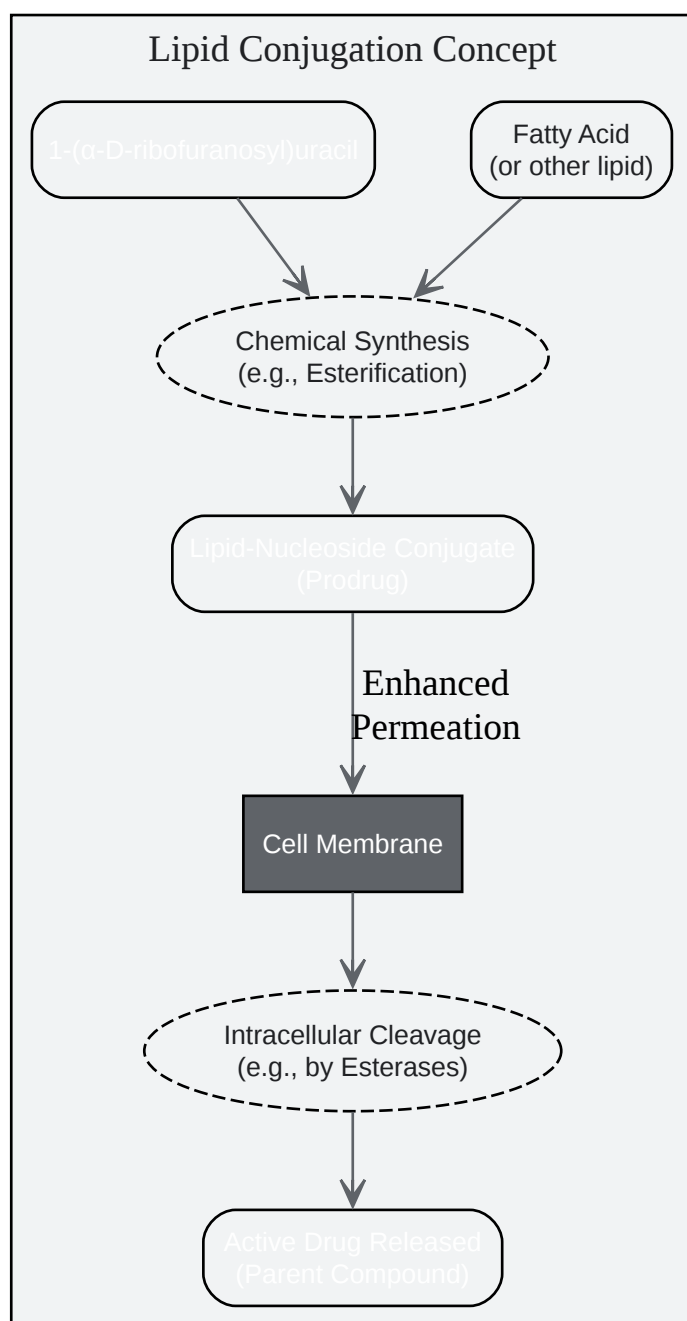 Lipid Conjugation Concept
1-(α-D-ribofuranosyl)uracil
Fatty Acid
(or other lipid)
Chemical Synthesis
(e.g., Esterification)
Lipid-Nucleoside Conjugate
(Prodrug)
Enhanced
Permeation
Cell Membrane
Intracellular Cleavage
(e.g., by Esterases)
Active Drug Released
(Parent Compound)